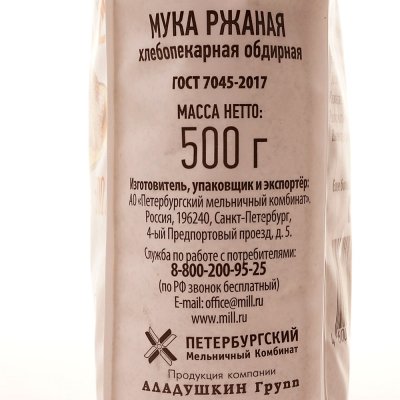 МУКА РЖАНАЯ
хлебопекарная обдирная
ГОСТ 7045-2017
МАССА НЕТТО:
500 г
Изготовитель, упаковщик и экспортёр:
АО «Петербургский мельничный комбинат».
Россия, 196240, Санкт-Петербург,
4-ый Предпортовый проезд, д. 5.
Служба по работе с потребителями:
8-800-200-95-25
(по РФ звонок бесплатный)
E-mail: office@mill.ru
www.mill.ru
ПЕТЕРБУРГСКИЙ
Мельничный Комбинат
Продукция компании
АЛАДУШКИН Групп